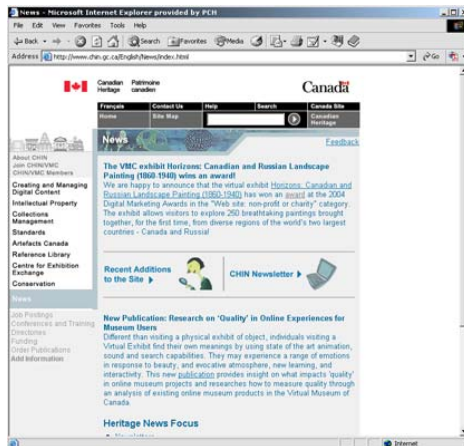 News - Microsoft Internet Explorer provided by PCH
File Edit View Favorites Tools Help
Back Search Favorites Media
Address http://www.chin.gc.ca/English/News/index.html Go
Canadian Patrimoine
Heritage canadien
Canada
Français Contact Us Help Search Canada Site
Home Site Map Canadian
Heritage
News
Feedback
About CHIN
Join CHIN/VMC
CHIN/VMC Members
Creating and Managing
Digital Content
Intellectual Property
Collections
Management
Standards
Artefacts Canada
Reference Library
Centre for Exhibition
Exchange
Conservation
News
Job Postings
Conferences and Training
Directories
Funding
Order Publications
Add Information
The VMC exhibit Horizons: Canadian and Russian Landscape
Painting (1860-1940) wins an award!
We are happy to announce that the virtual exhibit Horizons: Canadian and
Russian Landscape Painting (1860-1940) has won an award at the 2004
Digital Marketing Awards in the "Web site: non-profit or charity" category.
The exhibit allows visitors to explore 250 breathtaking paintings brought
together, for the first time, from diverse regions of the world's two largest
countries - Canada and Russia!
Recent Additions
to the Site
CHIN Newsletter
New Publication: Research on 'Quality' in Online Experiences for
Museum Users
Different than visiting a physical exhibit of object, individuals visiting a
Virtual Exhibit find their own meanings by using state of the art animation,
sound and search capabilities. They may experience a range of emotions
in response to beauty, and evocative atmosphere, new learning, and
interactivity. This new publication provides insight on what impacts 'quality'
in online museum projects and researches how to measure quality through
an analysis of existing online museum products in the Virtual Museum of
Canada.
Heritage News Focus
Internet